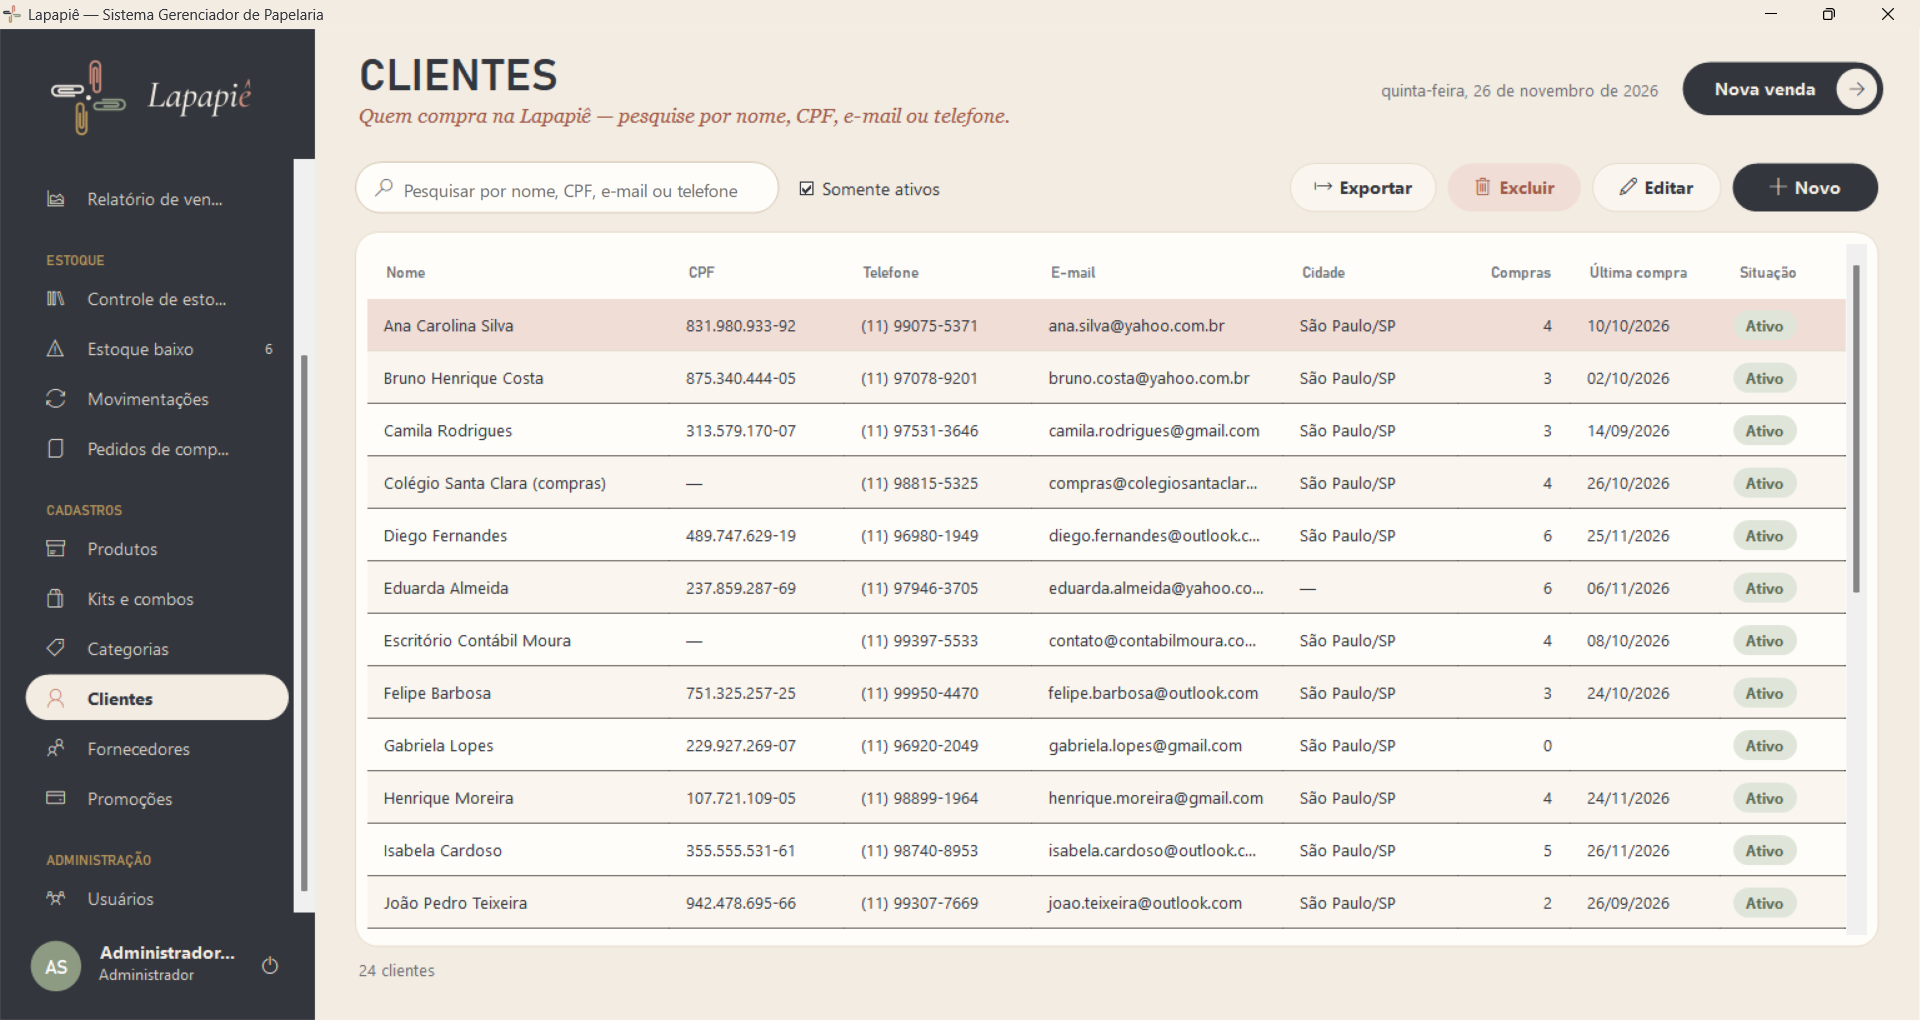 Lapapiê — Sistema Gerenciador de Papelaria
Lapapiê
Relatório de ven...
ESTOQUE
Controle de esto...
Estoque baixo 6
Movimentações
Pedidos de comp...
CADASTROS
Produtos
Kits e combos
Categorias
Clientes
Fornecedores
Promoções
ADMINISTRAÇÃO
Usuários
AS
Administrador...
Administrador
CLIENTES
Quem compra na Lapapiê — pesquise por nome, CPF, e-mail ou telefone.
quinta-feira, 26 de novembro de 2026
Nova venda
Pesquisar por nome, CPF, e-mail ou telefone
Somente ativos
Exportar
Excluir
Editar
Novo
Nome CPF Telefone E-mail Cidade Compras Última compra Situação
Ana Carolina Silva 831.980.933-92 (11) 99075-5371 ana.silva@yahoo.com.br São Paulo/SP 4 10/10/2026 Ativo
Bruno Henrique Costa 875.340.444-05 (11) 97078-9201 bruno.costa@yahoo.com.br São Paulo/SP 3 02/10/2026 Ativo
Camila Rodrigues 313.579.170-07 (11) 97531-3646 camila.rodrigues@gmail.com São Paulo/SP 3 14/09/2026 Ativo
Colégio Santa Clara (compras) — (11) 98815-5325 compras@colegiosantaclar... São Paulo/SP 4 26/10/2026 Ativo
Diego Fernandes 489.747.629-19 (11) 96980-1949 diego.fernandes@outlook.c... São Paulo/SP 6 25/11/2026 Ativo
Eduarda Almeida 237.859.287-69 (11) 97946-3705 eduarda.almeida@yahoo.co... — 6 06/11/2026 Ativo
Escritório Contábil Moura — (11) 99397-5533 contato@contabilmoura.co... São Paulo/SP 4 08/10/2026 Ativo
Felipe Barbosa 751.325.257-25 (11) 99950-4470 felipe.barbosa@outlook.com São Paulo/SP 3 24/10/2026 Ativo
Gabriela Lopes 229.927.269-07 (11) 96920-2049 gabriela.lopes@gmail.com São Paulo/SP 0 Ativo
Henrique Moreira 107.721.109-05 (11) 98899-1964 henrique.moreira@gmail.com São Paulo/SP 4 24/11/2026 Ativo
Isabela Cardoso 355.555.531-61 (11) 98740-8953 isabela.cardoso@outlook.c... São Paulo/SP 5 26/11/2026 Ativo
João Pedro Teixeira 942.478.695-66 (11) 99307-7669 joao.teixeira@outlook.com São Paulo/SP 2 26/09/2026 Ativo
24 clientes